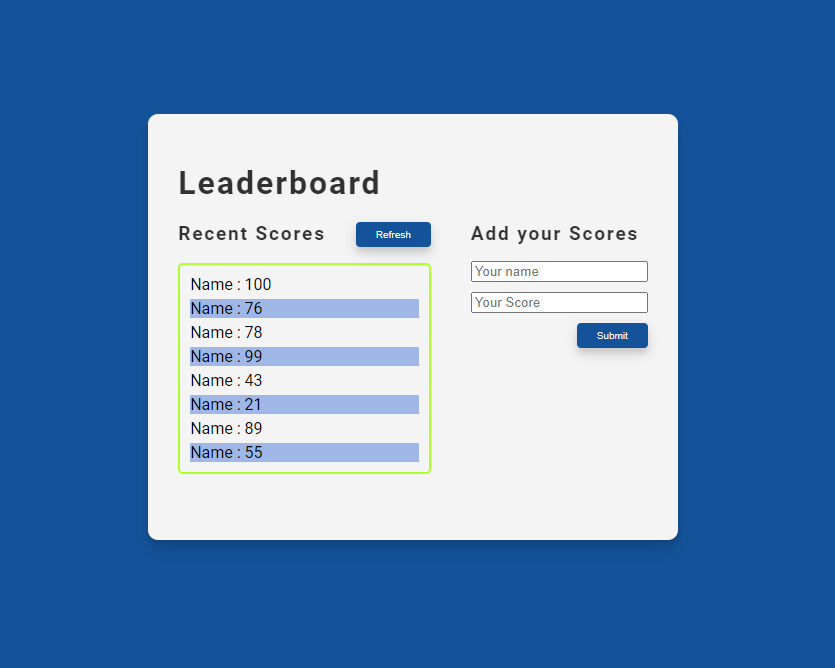 Leaderboard
Recent Scores
Refresh
Name : 100
Name : 76
Name : 78
Name : 99
Name : 43
Name : 21
Name : 89
Name : 55
Add your Scores
Your name
Your Score
Submit